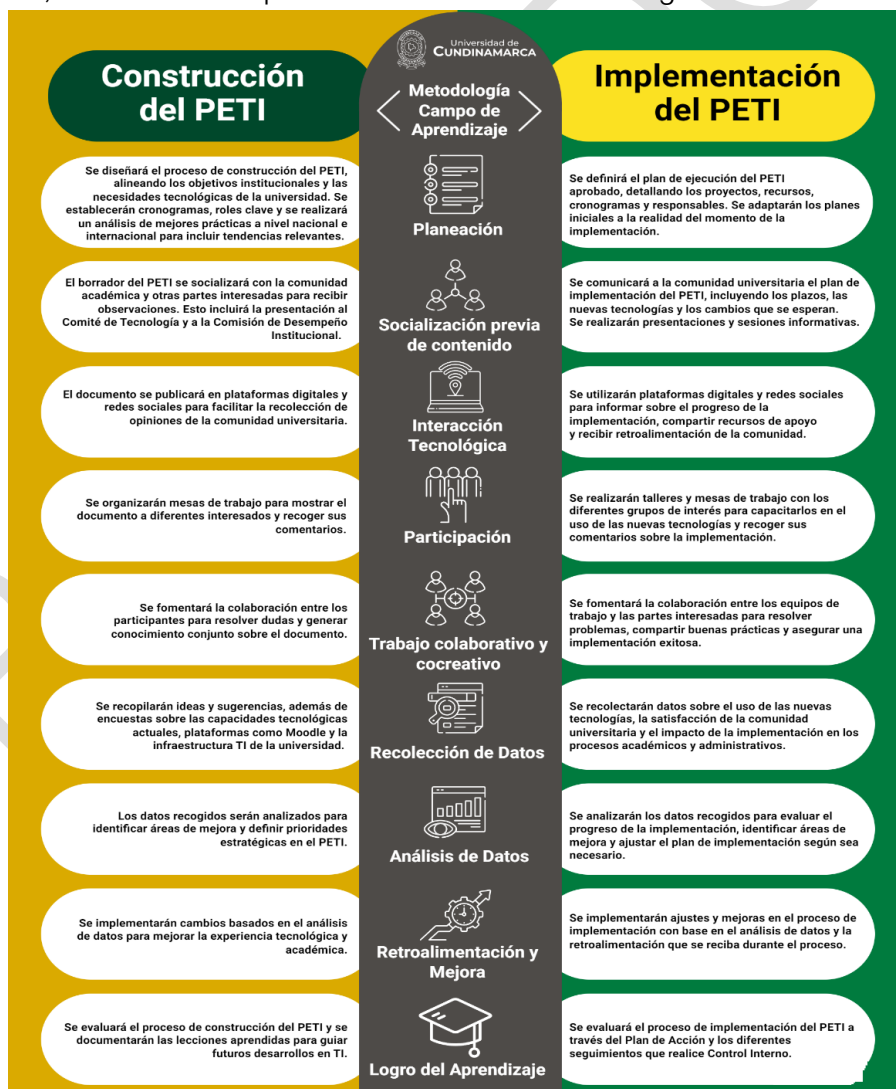 Universidad de
CUNDINAMARCA
Construcción
del PETI
Metodología
Campo de
Aprendizaje
Implementación
del PETI
Se diseñará el proceso de construcción del PETI,
alineando los objetivos institucionales y las
necesidades tecnológicas de la universidad. Se
establecerán cronogramas, roles clave y se realizará
un análisis de mejores prácticas a nivel nacional e
internacional para incluir tendencias relevantes.
Planeación
Se definirá el plan de ejecución del PETI
aprobado, detallando los proyectos, recursos,
cronogramas y responsables. Se adaptarán los planes
iniciales a la realidad del momento de la
implementación.
El borrador del PETI se socializará con la comunidad
académica y otras partes interesadas para recibir
observaciones. Esto incluirá la presentación al
Comité de Tecnología y a la Comisión de Desempeño
Institucional.
Socialización previa
de contenido
Se comunicará a la comunidad universitaria el plan de
implementación del PETI, incluyendo los plazos, las
nuevas tecnologías y los cambios que se esperan.
Se realizarán presentaciones y sesiones informativas.
El documento se publicará en plataformas digitales y
redes sociales para facilitar la recolección de
opiniones de la comunidad universitaria.
Interacción
Tecnológica
Se utilizarán plataformas digitales y redes sociales
para informar sobre el progreso de la
implementación, compartir recursos de apoyo
y recibir retroalimentación de la comunidad.
Se organizarán mesas de trabajo para mostrar el
documento a diferentes interesados y recoger sus
comentarios.
Participación
Se realizarán talleres y mesas de trabajo con los
diferentes grupos de interés para capacitarlos en el
uso de las nuevas tecnologías y recoger sus
comentarios sobre la implementación.
Se fomentará la colaboración entre los
participantes para resolver dudas y generar
conocimiento conjunto sobre el documento.
Trabajo colaborativo y
cocreativo
Se fomentará la colaboración entre los equipos de
trabajo y las partes interesadas para resolver
problemas, compartir buenas prácticas y asegurar una
implementación exitosa.
Se recopilarán ideas y sugerencias, además de
encuestas sobre las capacidades tecnológicas
actuales, plataformas como Moodle y la
infraestructura TI de la universidad.
Recolección de Datos
Se recolectarán datos sobre el uso de las nuevas
tecnologías, la satisfacción de la comunidad
universitaria y el impacto de la implementación en los
procesos académicos y administrativos.
Los datos recogidos serán analizados para
identificar áreas de mejora y definir prioridades
estratégicas en el PETI.
Análisis de Datos
Se analizarán los datos recogidos para evaluar el
progreso de la implementación, identificar áreas de
mejora y ajustar el plan de implementación según sea
necesario.
Se implementarán cambios basados en el análisis
de datos para mejorar la experiencia tecnológica y
académica.
Retroalimentación y
Mejora
Se implementarán ajustes y mejoras en el proceso de
implementación con base en el análisis de datos y la
retroalimentación que se reciba durante el proceso.
Se evaluará el proceso de construcción del PETI y se
documentarán las lecciones aprendidas para guiar
futuros desarrollos en TI.
Logro del Aprendizaje
Se evaluará el proceso de implementación del PETI a
través del Plan de Acción y los diferentes
seguimientos que realice Control Interno.